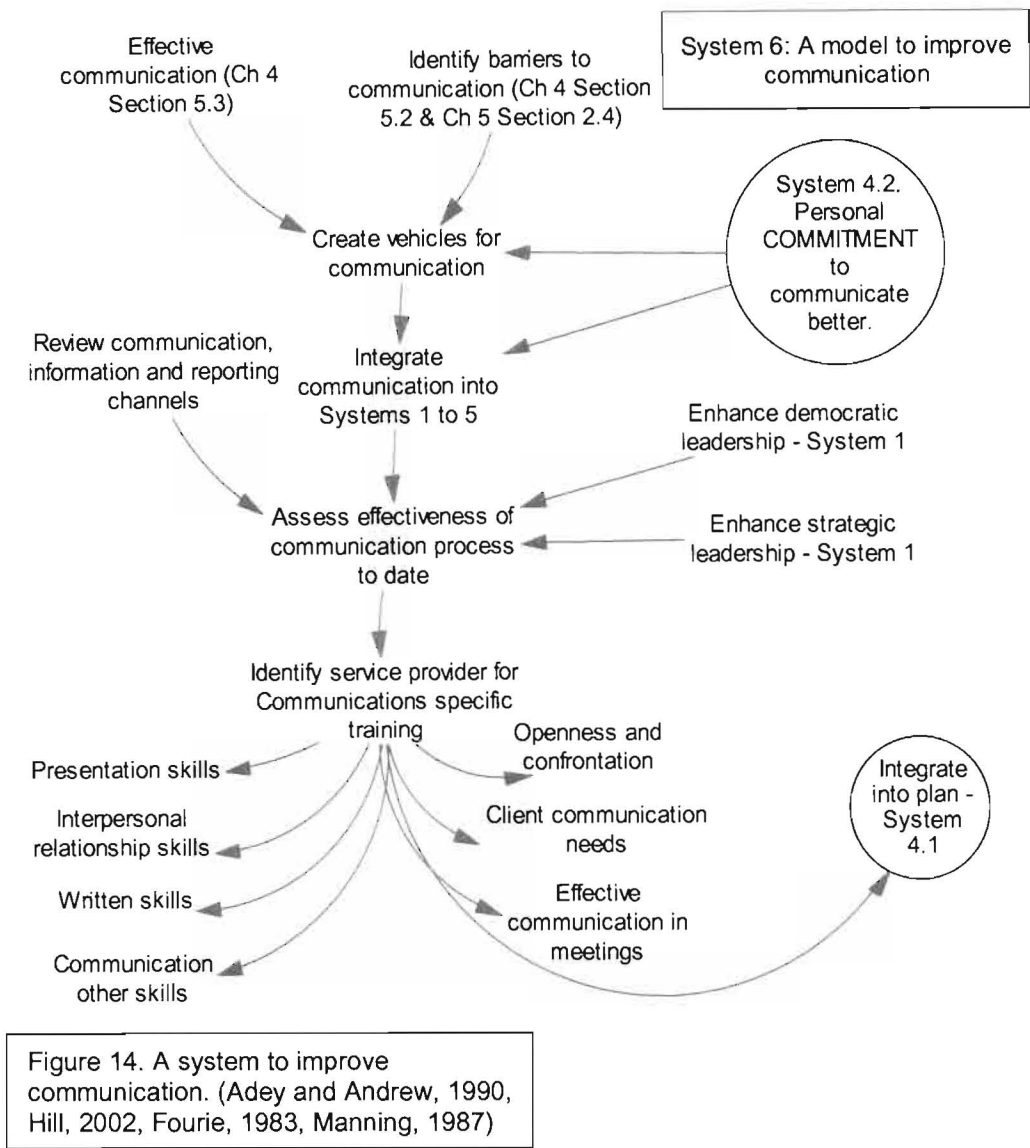 Effective
communication (Ch 4
Section 5.3)
Identify barriers to
communication (Ch 4 Section
5.2 & Ch 5 Section 2.4)
System 6: A model to improve
communication
System 4.2.
Personal
COMMITMENT
to
communicate
better.
Create vehicles for
communication
Review communication,
information and reporting
channels
Integrate
communication into
Systems 1 to 5
Enhance democratic
leadership - System 1
Assess effectiveness of
communication process
to date
Enhance strategic
leadership - System 1
Identify service provider for
Communications specific
training
Presentation skills
Openness and
confrontation
Interpersonal
relationship skills
Client communication
needs
Integrate
into plan -
System
4.1
Written skills
Effective
communication in
meetings
Communication
other skills
Figure 14. A system to improve
communication. (Adey and Andrew, 1990,
Hill, 2002, Fourie, 1983, Manning, 1987)